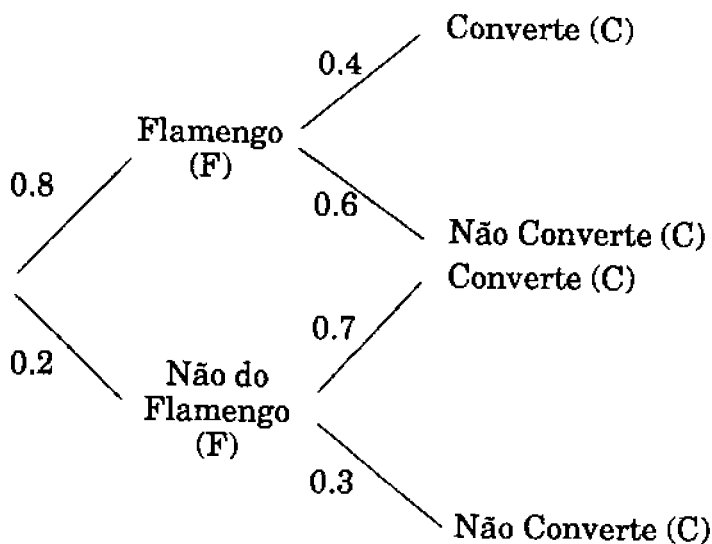 Converte (C)
0.4
Flamengo
(F)
0.8
0.6
Não Converte (C)
Converte (C)
0.7
0.2
Não do
Flamengo
(F)
0.3
Não Converte (C)